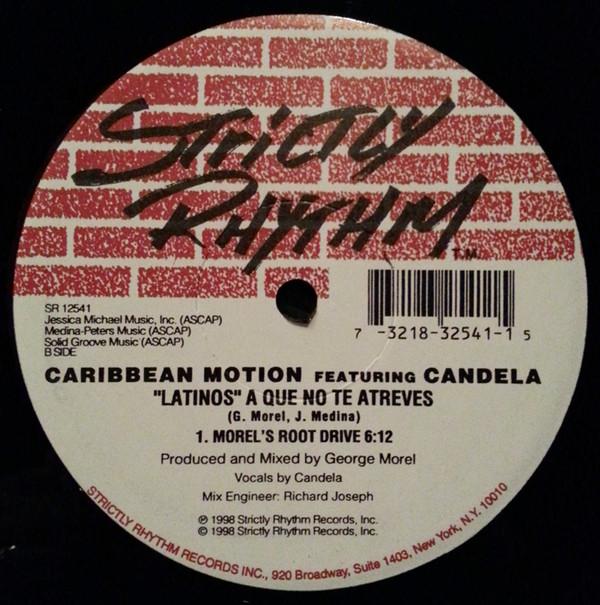 STRICTLY
RHYTHM
T.M.
SR 12541
Jessica Michael Music, Inc. (ASCAP)
Medina-Peters Music (ASCAP)
Solid Groove Music (ASCAP)
B SIDE
7 -3218-32541-1 5
CARIBBEAN MOTION FEATURING CANDELA
"LATINOS" A QUE NO TE ATREVES
(G. Morel, J. Medina)
1. MOREL'S ROOT DRIVE 6:12
Produced and Mixed by George Morel
Vocals by Candela
Mix Engineer: Richard Joseph
℗ 1998 Strictly Rhythm Records, Inc.
© 1998 Strictly Rhythm Records, Inc.
STRICTLY RHYTHM RECORDS INC., 920 Broadway, Suite 1403, New York, N.Y. 10010